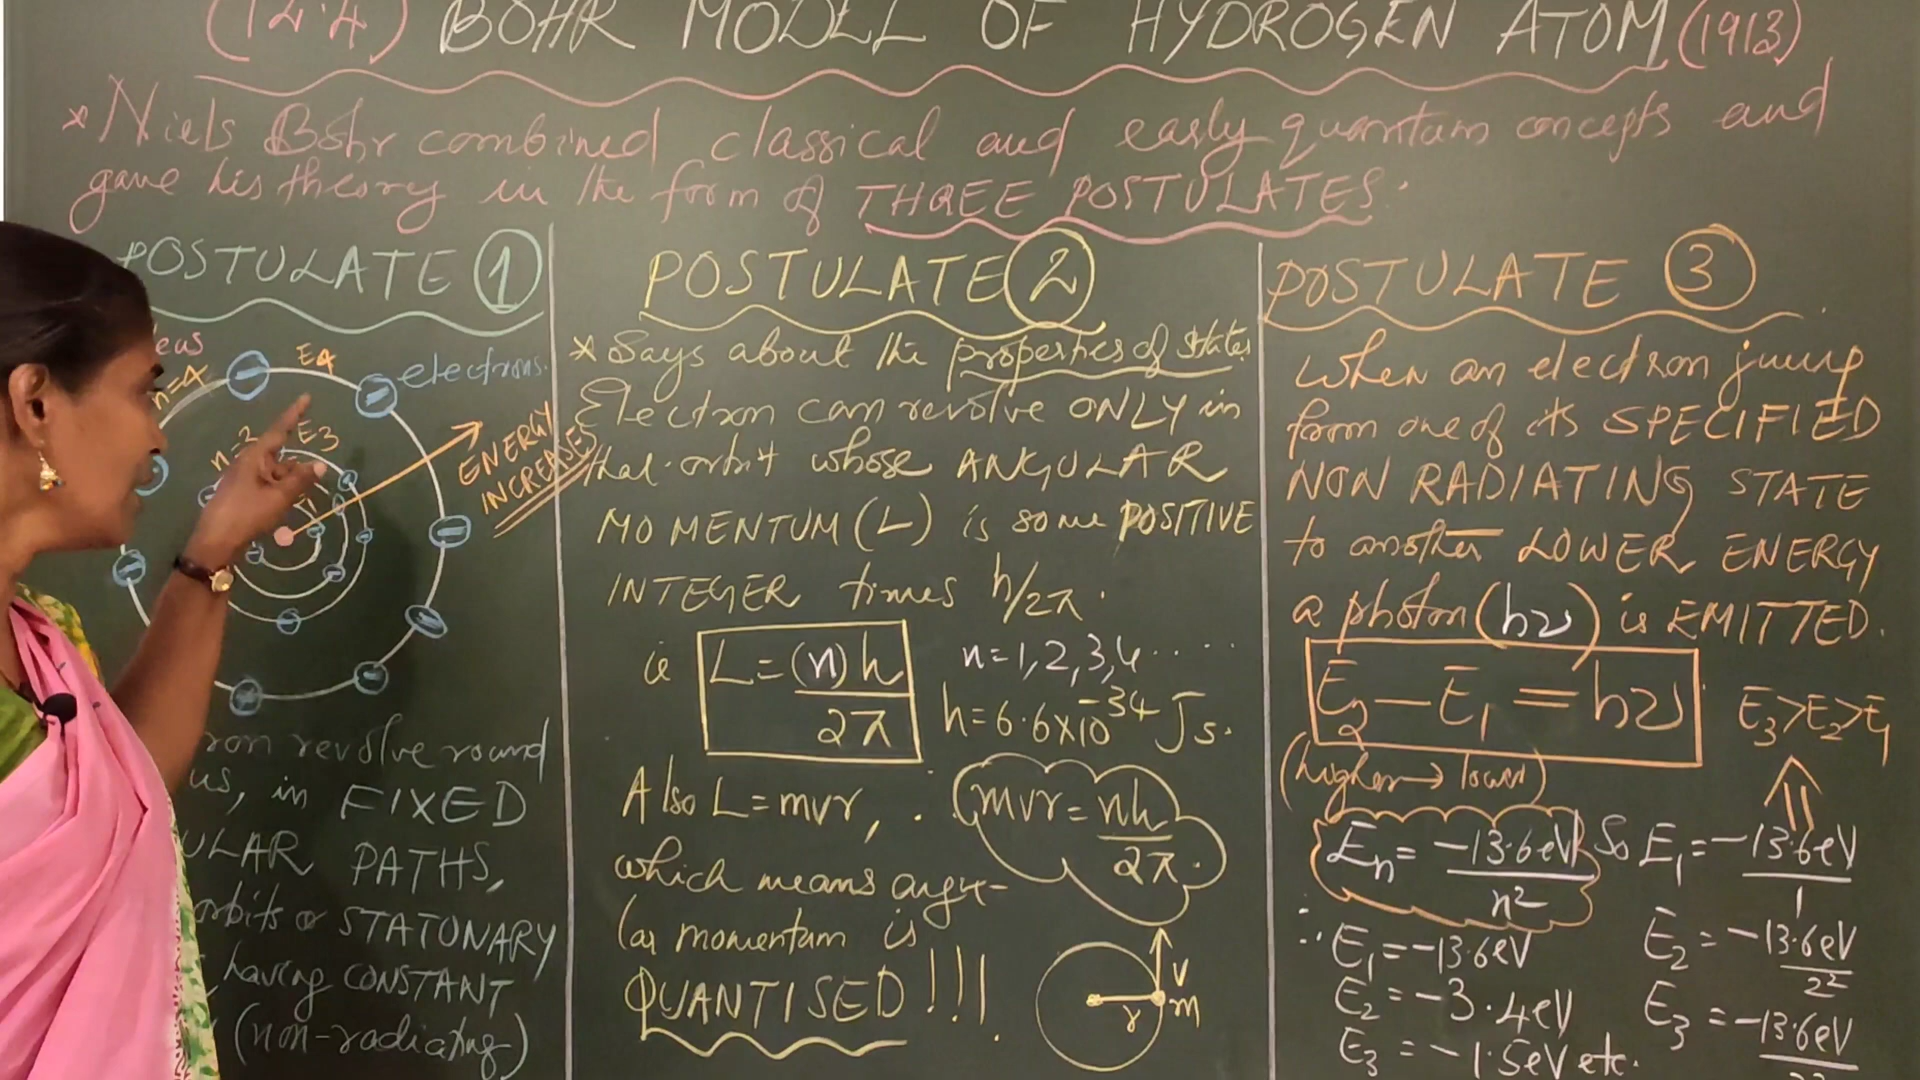 (12.4) BOHR MODEL OF HYDROGEN ATOM (1913)
* Niels Bohr combined classical and early quantum concepts and
gave his theory in the form of THREE POSTULATES.
POSTULATE 1
eus
n=4
E4
electrons.
n=2
E3
E1
ENERGY
INCREASES
ron revolve round
us, in FIXED
ULAR PATHS,
orbits or STATONARY
, having CONSTANT
(non-radiating)
POSTULATE 2
* Says about the properties of states
Electron can revolve ONLY in
that orbit whose ANGULAR
MOMENTUM (L) is some POSITIVE
INTEGER times h/2π.
ie L = (n)h/2π n=1,2,3,4.....
h=6.6x10^-34 Js.
Also L = mvr, ∴ mvr = nh/2π.
which means angu-
lar momentum is
QUANTISED!!!
v
r m
POSTULATE 3
When an electron jump
from one of its SPECIFIED
NON RADIATING STATE
to another LOWER ENERGY
a photon (hν) is EMITTED.
E2 – E1 = hν E3>E2>E1
(higher → lower)
En = -13.6eV/n² So E1 = -13.6eV/1
∴ E1 = -13.6eV E2 = -13.6eV/2²
E2 = -3.4eV E3 = -13.6eV
E3 = -1.5eV etc.